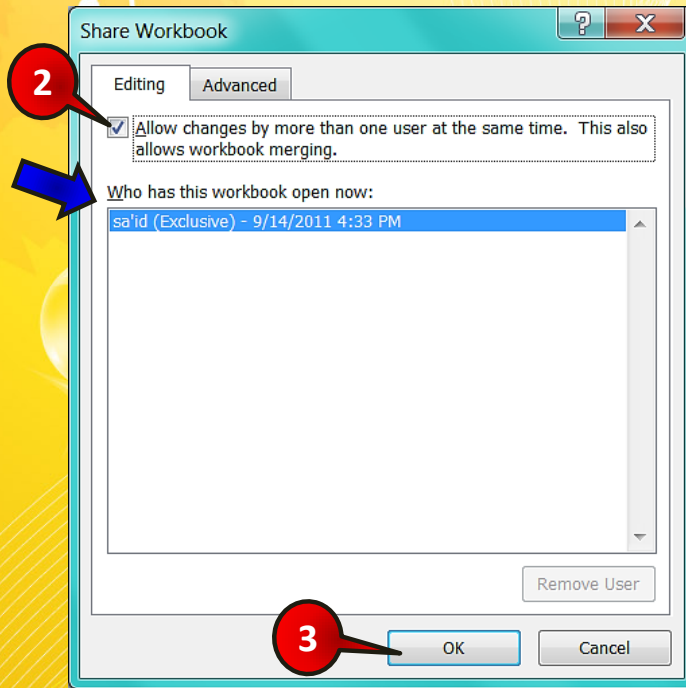 Share Workbook
?
X
Editing
Advanced
2
Allow changes by more than one user at the same time.  This also
allows workbook merging.
Who has this workbook open now:
sa'id (Exclusive) - 9/14/2011 4:33 PM
Remove User
3
OK
Cancel